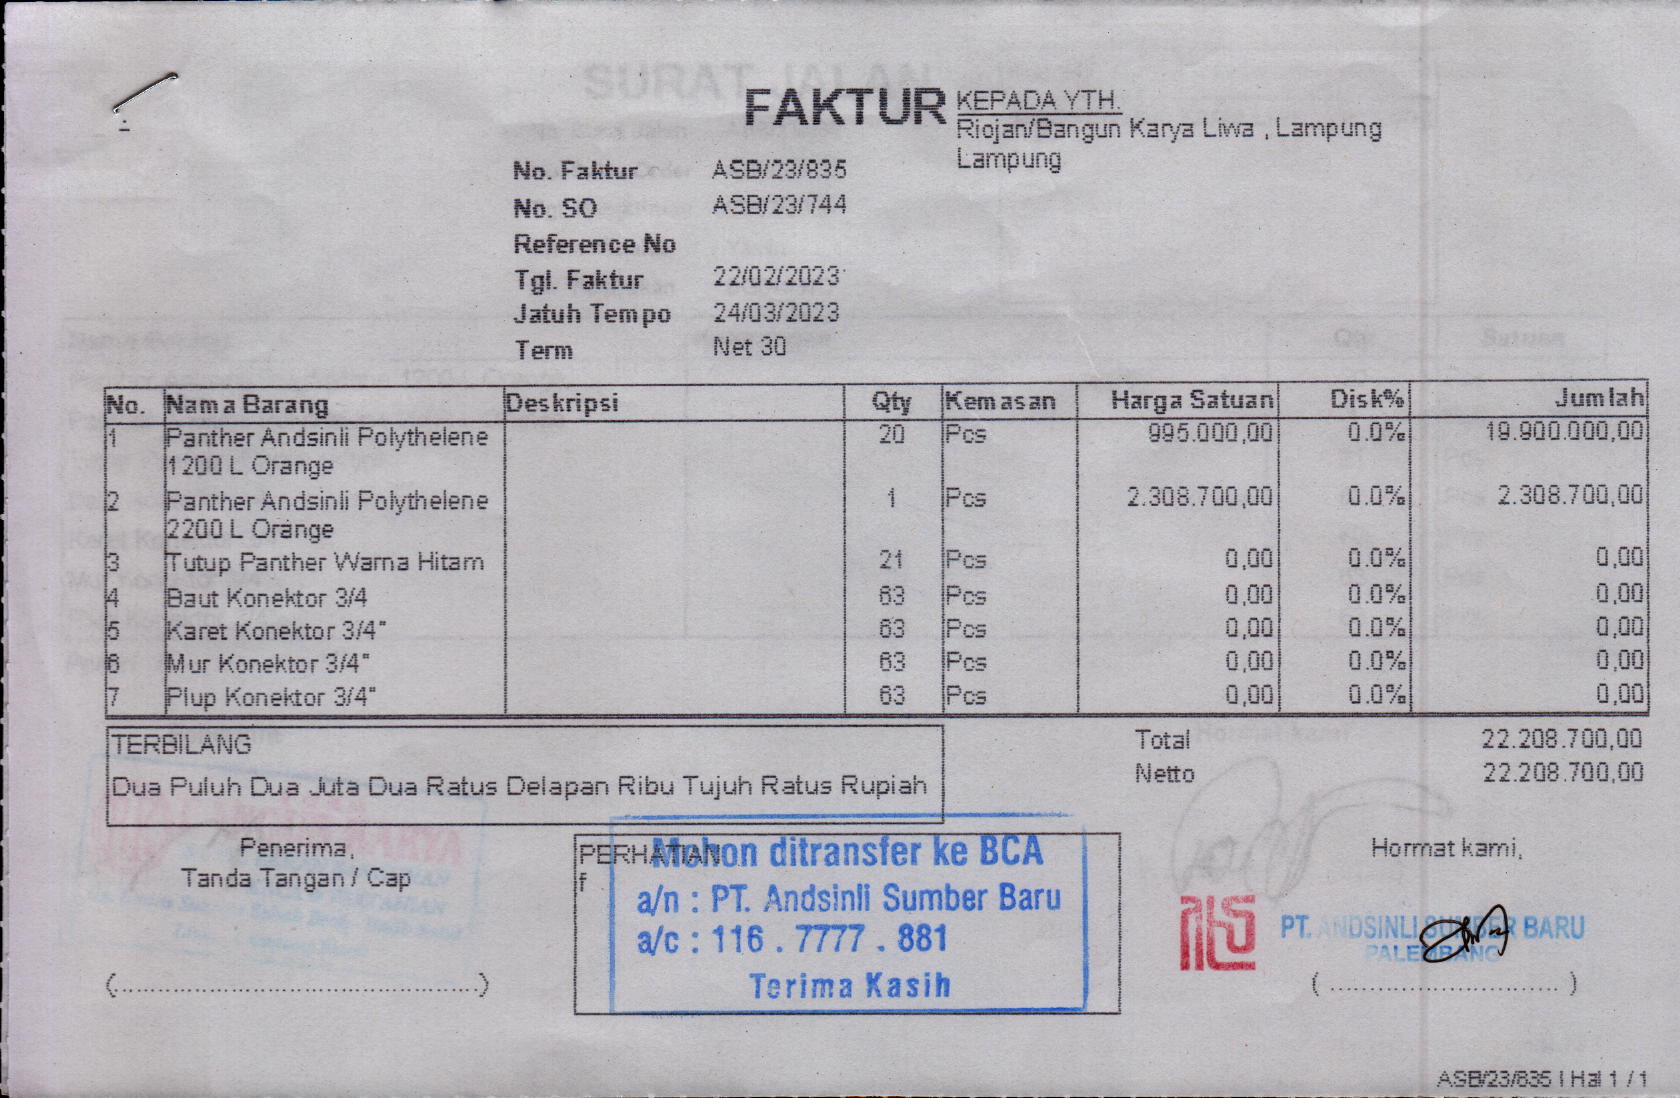 FAKTUR
KEPADA YTH.
Riojan/Bangun Karya Liwa , Lampung
Lampung
No. Faktur ASB/23/835
No. SO ASB/23/744
Reference No
Tgl. Faktur 22/02/2023
Jatuh Tempo 24/03/2023
Term Net 30
No. Nama Barang Deskripsi Qty Kemasan Harga Satuan Disk% Jumlah
1 Panther Andsinli Polythelene 20 Pcs 995.000,00 0.0% 19.900.000,00
1200 L Orange
2 Panther Andsinli Polythelene 1 Pcs 2.308.700,00 0.0% 2.308.700,00
2200 L Orange
3 Tutup Panther Warna Hitam 21 Pcs 0,00 0.0% 0,00
4 Baut Konektor 3/4 63 Pcs 0,00 0.0% 0,00
5 Karet Konektor 3/4" 63 Pcs 0,00 0.0% 0,00
6 Mur Konektor 3/4" 63 Pcs 0,00 0.0% 0,00
7 Plup Konektor 3/4" 63 Pcs 0,00 0.0% 0,00
TERBILANG
Dua Puluh Dua Juta Dua Ratus Delapan Ribu Tujuh Ratus Rupiah
Total 22.208.700,00
Netto 22.208.700,00
Penerima,
Tanda Tangan / Cap
(................................................)
PERHATIAN
f
Mohon ditransfer ke BCA
a/n : PT. Andsinli Sumber Baru
a/c : 116 . 7777 . 881
Terima Kasih
Hormat kami,
PT. ANDSINLI SUMBER BARU
PALEMBANG
( ............................... )
ASB/23/835 | Hal 1 / 1